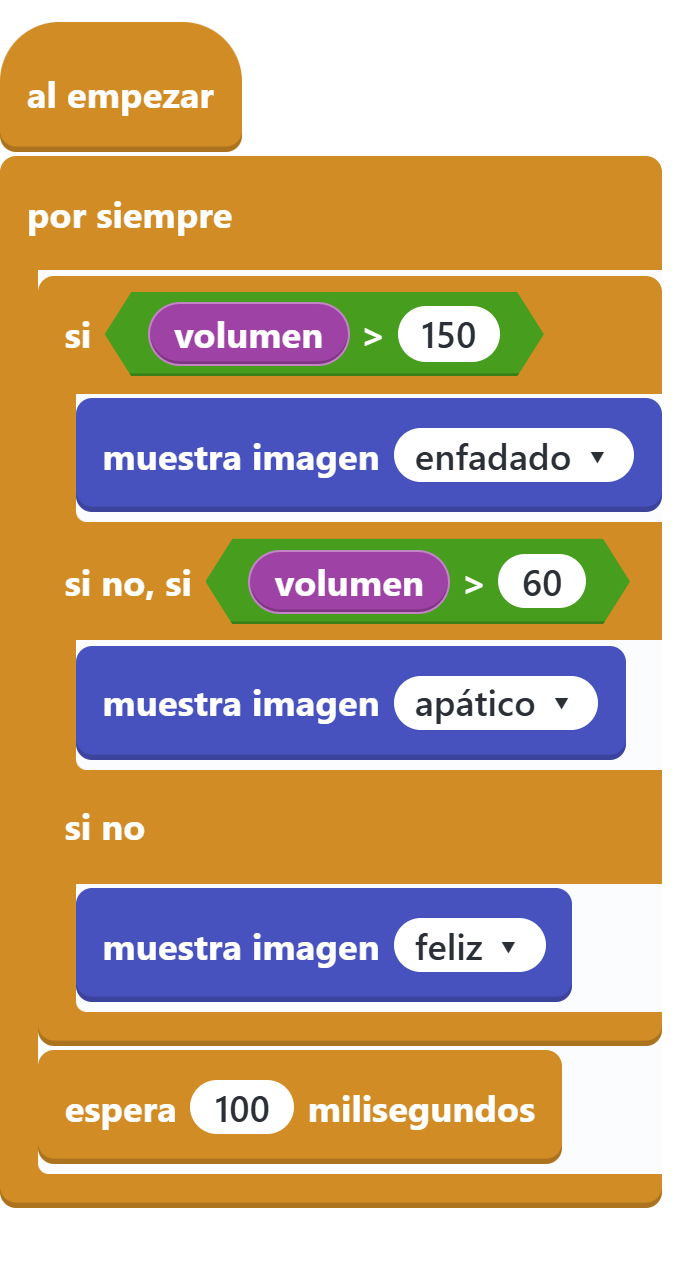 al empezar
por siempre
si volumen > 150
muestra imagen enfadado
si no, si volumen > 60
muestra imagen apático
si no
muestra imagen feliz
espera 100 milisegundos